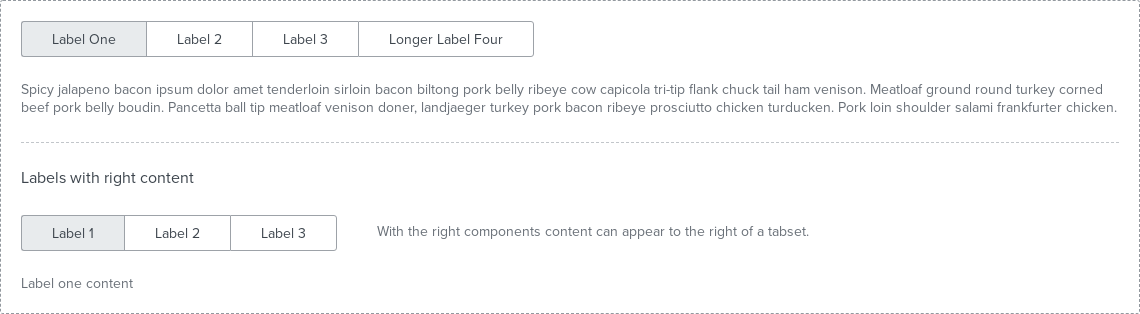 Label One Label 2 Label 3 Longer Label Four
Spicy jalapeno bacon ipsum dolor amet tenderloin sirloin bacon biltong pork belly ribeye cow capicola tri-tip flank chuck tail ham venison. Meatloaf ground round turkey corned
beef pork belly boudin. Pancetta ball tip meatloaf venison doner, landjaeger turkey pork bacon ribeye prosciutto chicken turducken. Pork loin shoulder salami frankfurter chicken.
Labels with right content
Label 1 Label 2 Label 3 With the right components content can appear to the right of a tabset.
Label one content